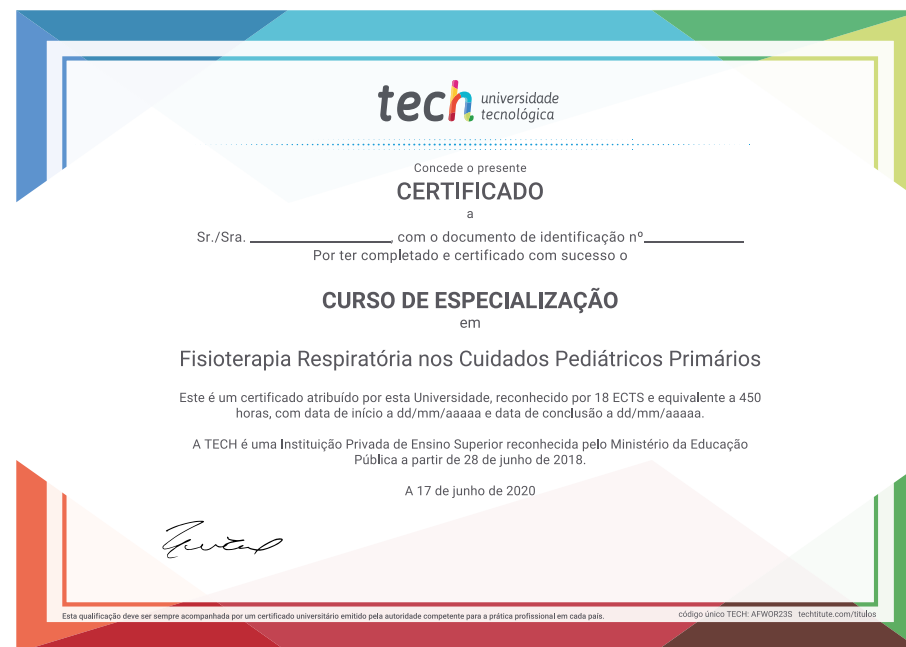 tech universidade
tecnológica
Concede o presente
CERTIFICADO
a
Sr./Sra. ________________, com o documento de identificação nº____________
Por ter completado e certificado com sucesso o
CURSO DE ESPECIALIZAÇÃO
em
Fisioterapia Respiratória nos Cuidados Pediátricos Primários
Este é um certificado atribuído por esta Universidade, reconhecido por 18 ECTS e equivalente a 450
horas, com data de início a dd/mm/aaaaa e data de conclusão a dd/mm/aaaaa.
A TECH é uma Instituição Privada de Ensino Superior reconhecida pelo Ministério da Educação
Pública a partir de 28 de junho de 2018.
A 17 de junho de 2020
Esta qualificação deve ser sempre acompanhada por um certificado universitário emitido pela autoridade competente para a prática profissional em cada país.
código único TECH: AFWOR23S techtitute.com/titulos